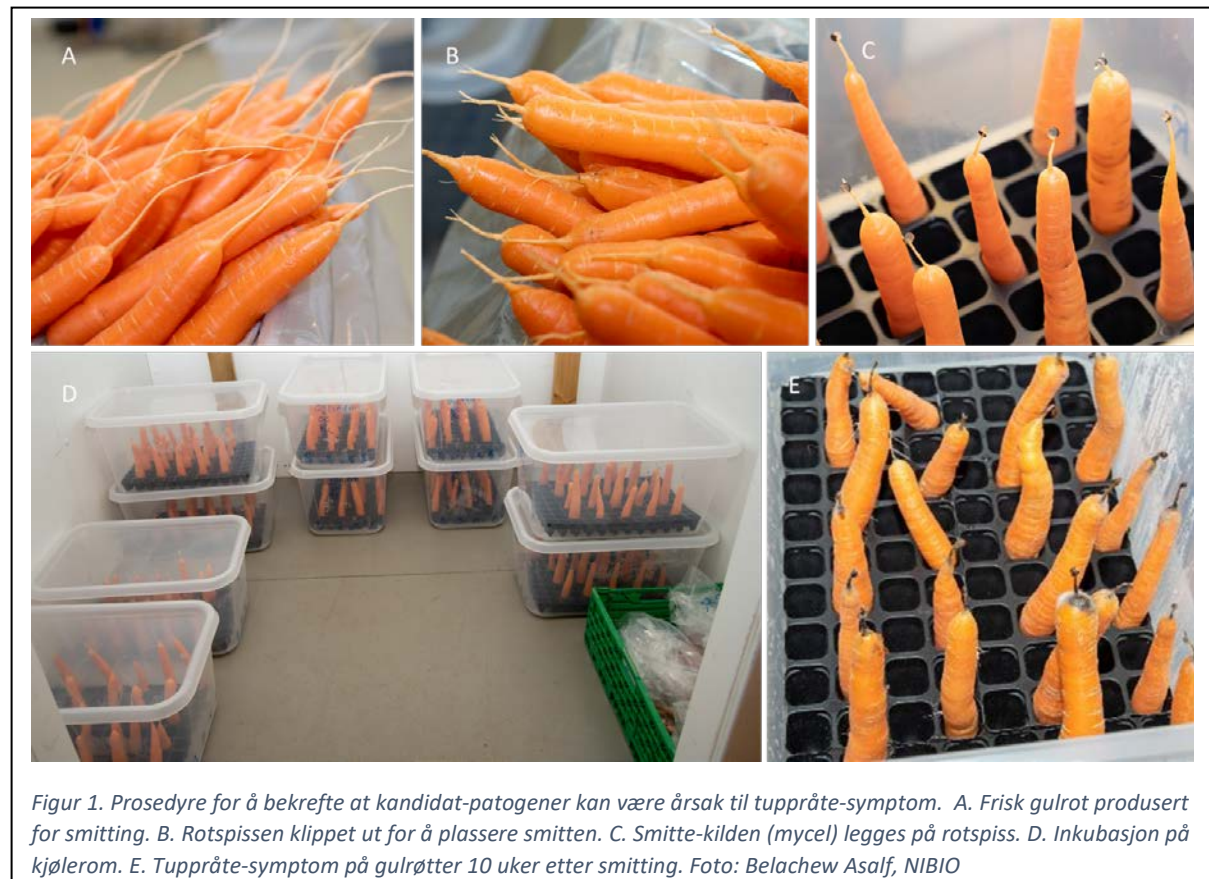 A
B
C
D
E
Figur 1. Prosedyre for å bekrefte at kandidat-patogener kan være årsak til tuppråte-symptom. A. Frisk gulrot produsert
for smitting. B. Rotspissen klippet ut for å plassere smitten. C. Smitte-kilden (mycel) legges på rotspiss. D. Inkubasjon på
kjølerom. E. Tuppråte-symptom på gulrøtter 10 uker etter smitting. Foto: Belachew Asalf, NIBIO